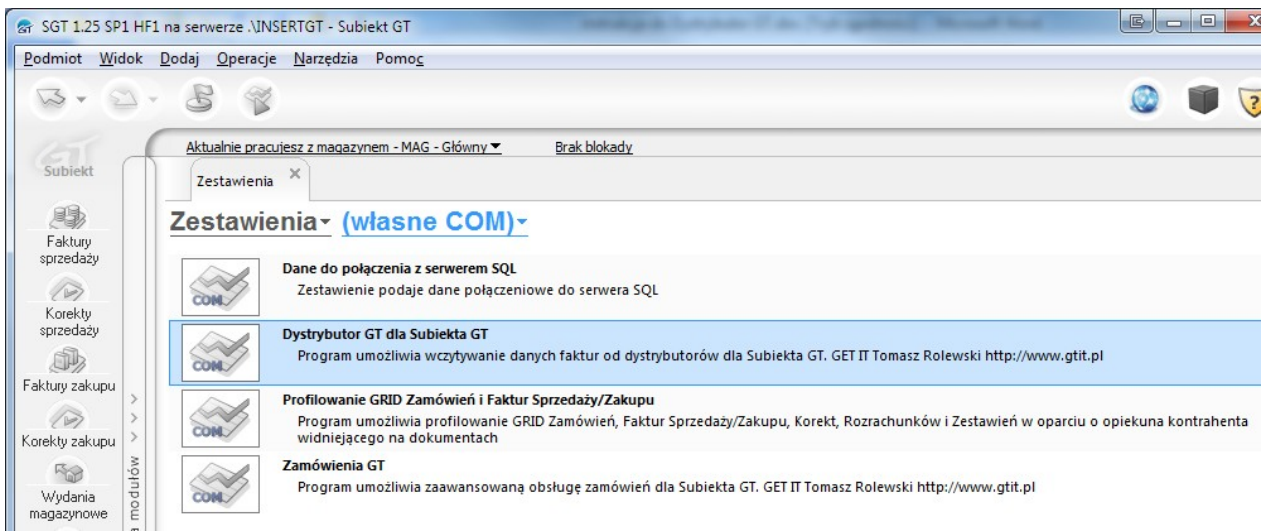 SGT 1.25 SP1 HF1 na serwerze .\INSERTGT - Subiekt GT
Podmiot Widok Dodaj Operacje Narzędzia Pomoc
GT
Subiekt
Aktualnie pracujesz z magazynem - MAG - Główny Brak blokady
Zestawienia
Zestawienia (własne COM)
Faktury
sprzedaży
Korekty
sprzedaży
Faktury zakupu
Korekty zakupu
Wydania
magazynowe
modułów
COM
Dane do połączenia z serwerem SQL
Zestawienie podaje dane połączeniowe do serwera SQL
COM
Dystrybutor GT dla Subiekta GT
Program umożliwia wczytywanie danych faktur od dystrybutorów dla Subiekta GT. GET IT Tomasz Rolewski http://www.gtit.pl
COM
Profilowanie GRID Zamówień i Faktur Sprzedaży/Zakupu
Program umożliwia profilowanie GRID Zamówień, Faktur Sprzedaży/Zakupu, Korekt, Rozrachunków i Zestawień w oparciu o opiekuna kontrahenta
widniejącego na dokumentach
COM
Zamówienia GT
Program umożliwia zaawansowaną obsługę zamówień dla Subiekta GT. GET IT Tomasz Rolewski http://www.gtit.pl